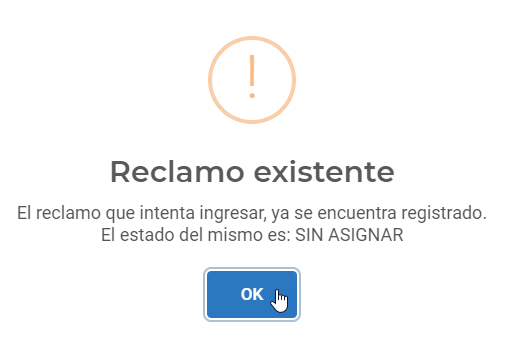 Reclamo existente
El reclamo que intenta ingresar, ya se encuentra registrado.
El estado del mismo es: SIN ASIGNAR
OK